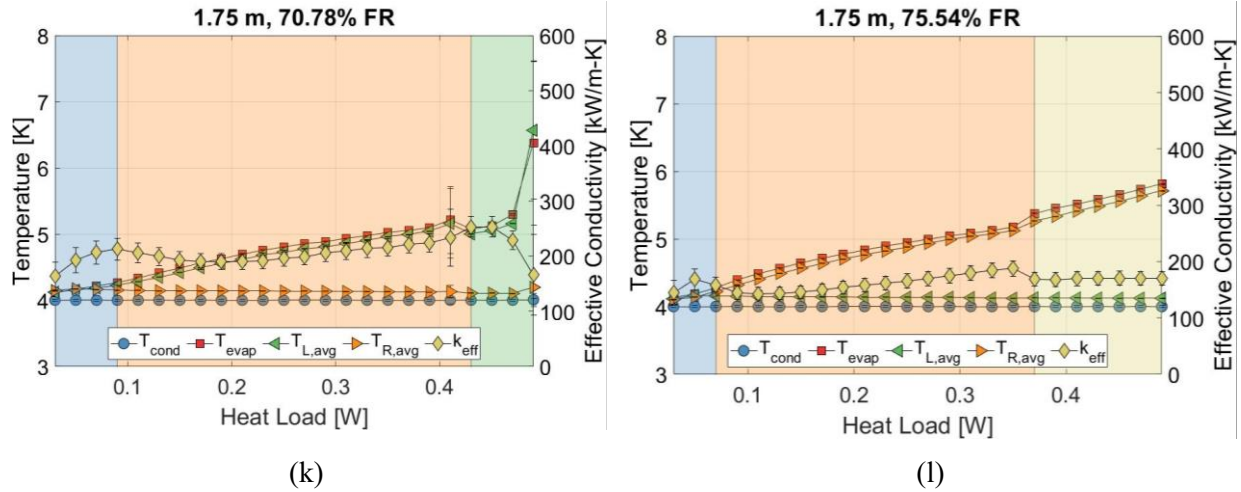 1.75 m, 70.78% FR
8
7
6
5
4
3
Temperature [K]
600
500
400
300
200
100
0
Effective Conductivity [kW/m-K]
T_cond T_evap T_L,avg T_R,avg k_eff
0.1 0.2 0.3 0.4
Heat Load [W]
(k)
1.75 m, 75.54% FR
8
7
6
5
4
3
Temperature [K]
600
500
400
300
200
100
0
Effective Conductivity [kW/m-K]
T_cond T_evap T_L,avg T_R,avg k_eff
0.1 0.2 0.3 0.4
Heat Load [W]
(l)